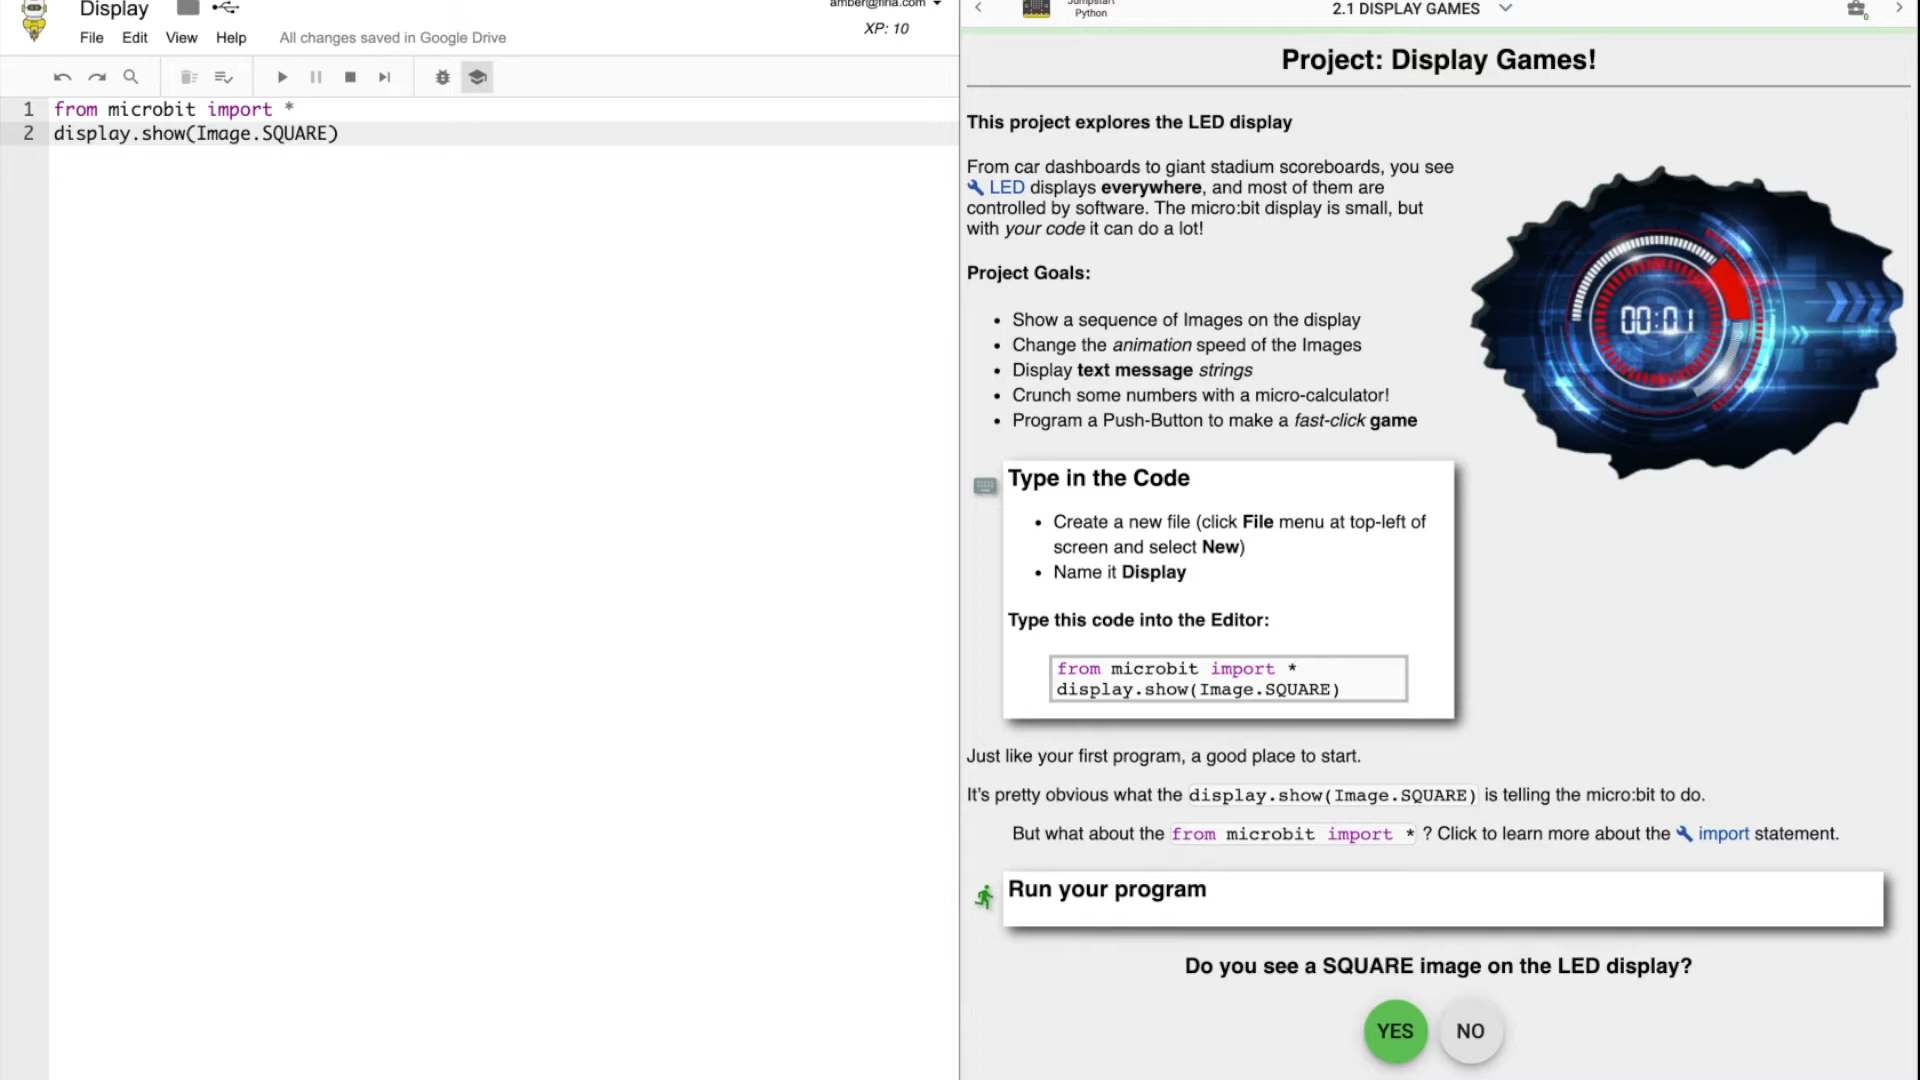 Display
amber@firia.com
XP: 10
File Edit View Help All changes saved in Google Drive
1 from microbit import *
2 display.show(Image.SQUARE)
Jumpstart
Python
2.1 DISPLAY GAMES
0
Project: Display Games!
This project explores the LED display
From car dashboards to giant stadium scoreboards, you see
LED displays everywhere, and most of them are
controlled by software. The micro:bit display is small, but
with your code it can do a lot!
00:01
Project Goals:
• Show a sequence of Images on the display
• Change the animation speed of the Images
• Display text message strings
• Crunch some numbers with a micro-calculator!
• Program a Push-Button to make a fast-click game
Type in the Code
• Create a new file (click File menu at top-left of
screen and select New)
• Name it Display
Type this code into the Editor:
from microbit import *
display.show(Image.SQUARE)
Just like your first program, a good place to start.
It's pretty obvious what the display.show(Image.SQUARE) is telling the micro:bit to do.
But what about the from microbit import * ? Click to learn more about the import statement.
Run your program
Do you see a SQUARE image on the LED display?
YES NO